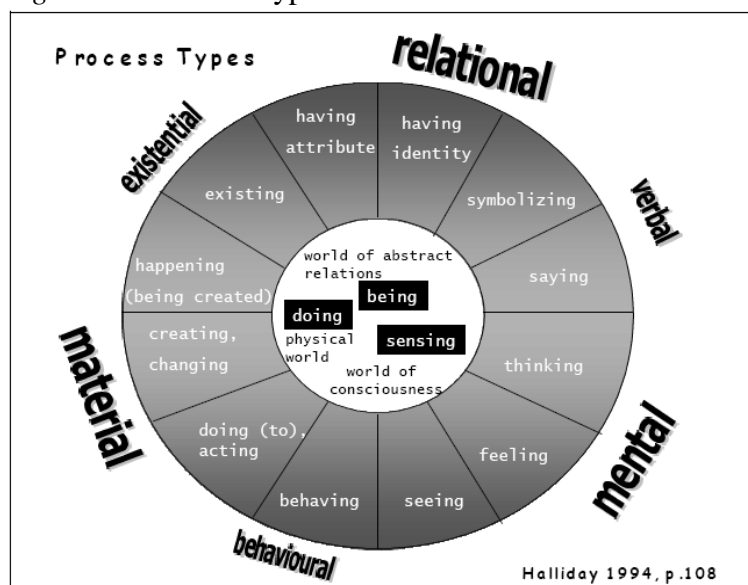 Process Types
relational
existential
verbal
material
mental
behavioural
having
attribute
having
identity
symbolizing
saying
thinking
feeling
seeing
behaving
doing (to),
acting
creating,
changing
happening
(being created)
existing
world of abstract
relations
being
doing
physical
world
sensing
world of
consciousness
Halliday 1994, p.108